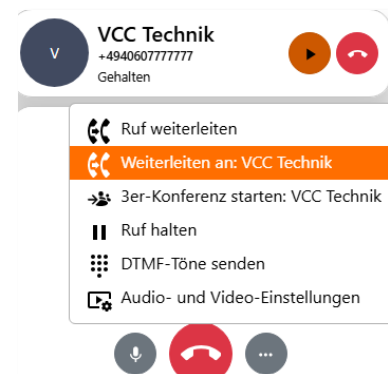 V
VCC Technik
+4940607777777
Gehalten
Ruf weiterleiten
Weiterleiten an: VCC Technik
3er-Konferenz starten: VCC Technik
Ruf halten
DTMF-Töne senden
Audio- und Video-Einstellungen